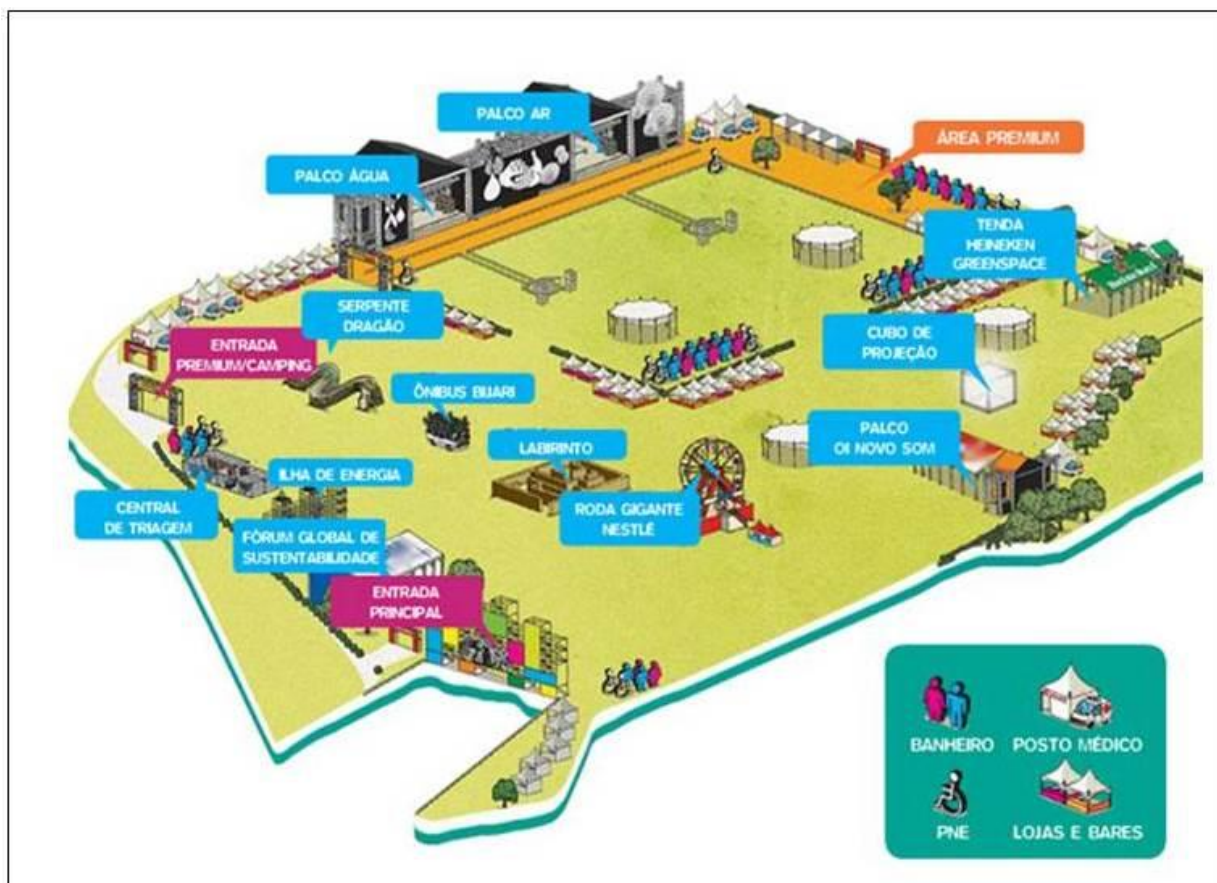 PALCO AR
ÁREA PREMIUM
PALCO ÁGUA
TENDA
HEINEKEN
GREENSPACE
SERPENTE
DRAGÃO
ENTRADA
PREMIUM/CAMPING
CUBO DE
PROJEÇÃO
ÔNIBUS BIJARI
PALCO
OI NOVO SOM
LABIRINTO
ILHA DE ENERGIA
RODA GIGANTE
NESTLÉ
CENTRAL
DE TRIAGEM
FÓRUM GLOBAL DE
SUSTENTABILIDADE
ENTRADA
PRINCIPAL
BANHEIRO
POSTO MÉDICO
PNE
LOJAS E BARES